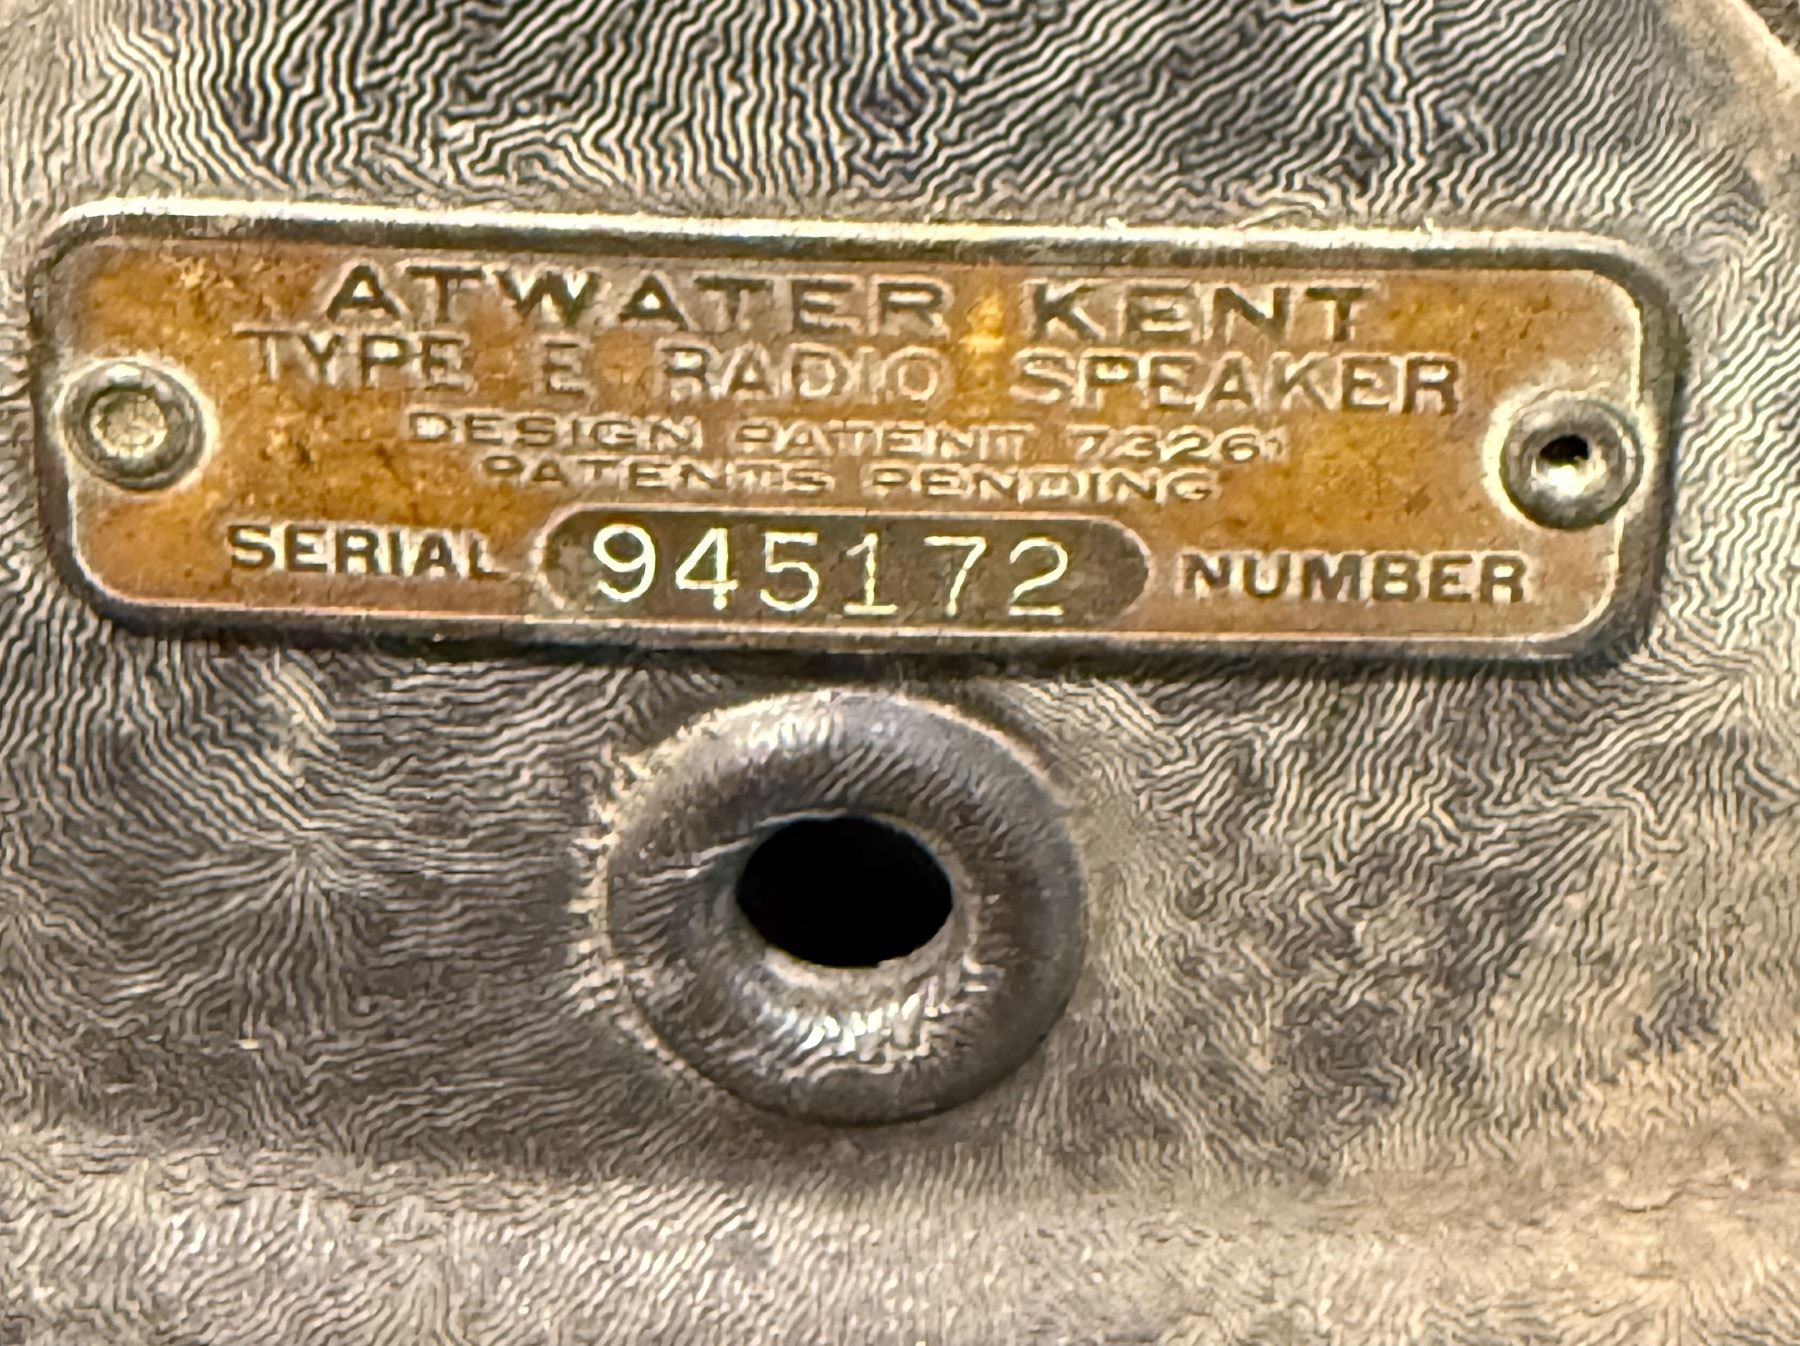 ATWATER KENT
TYPE E RADIO SPEAKER
DESIGN PATENT 73261
PATENTS PENDING
SERIAL 945172 NUMBER